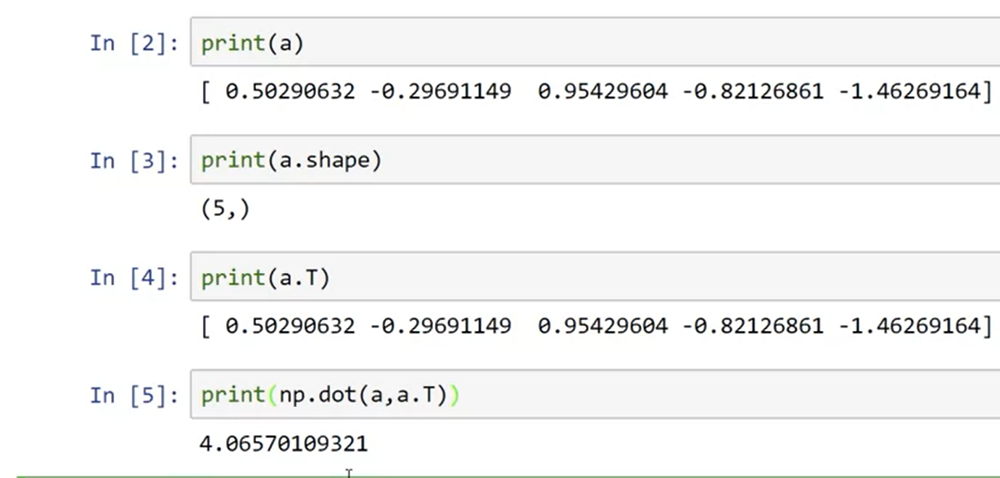 In [2]: print(a)
[ 0.50290632 -0.29691149  0.95429604 -0.82126861 -1.46269164]
In [3]: print(a.shape)
(5,)
In [4]: print(a.T)
[ 0.50290632 -0.29691149  0.95429604 -0.82126861 -1.46269164]
In [5]: print(np.dot(a,a.T))
4.06570109321